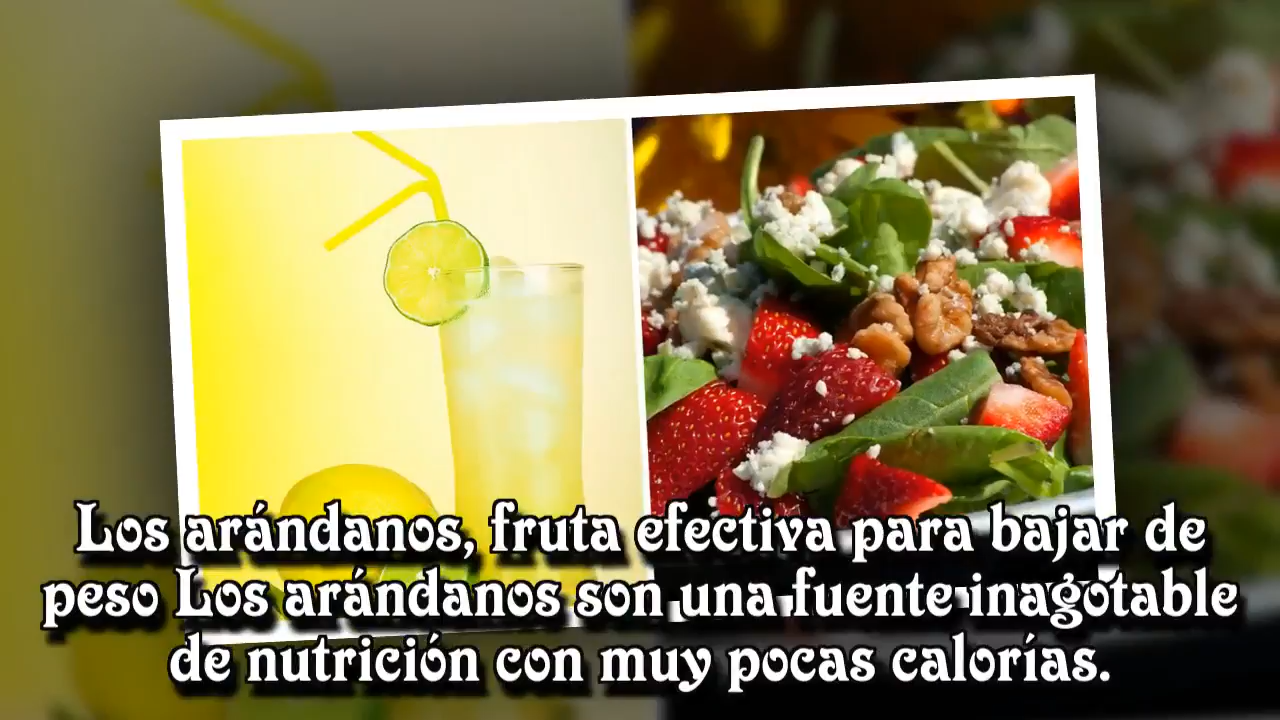 Los arándanos, fruta efectiva para bajar de
peso Los arándanos son una fuente inagotable
de nutrición con muy pocas calorías.